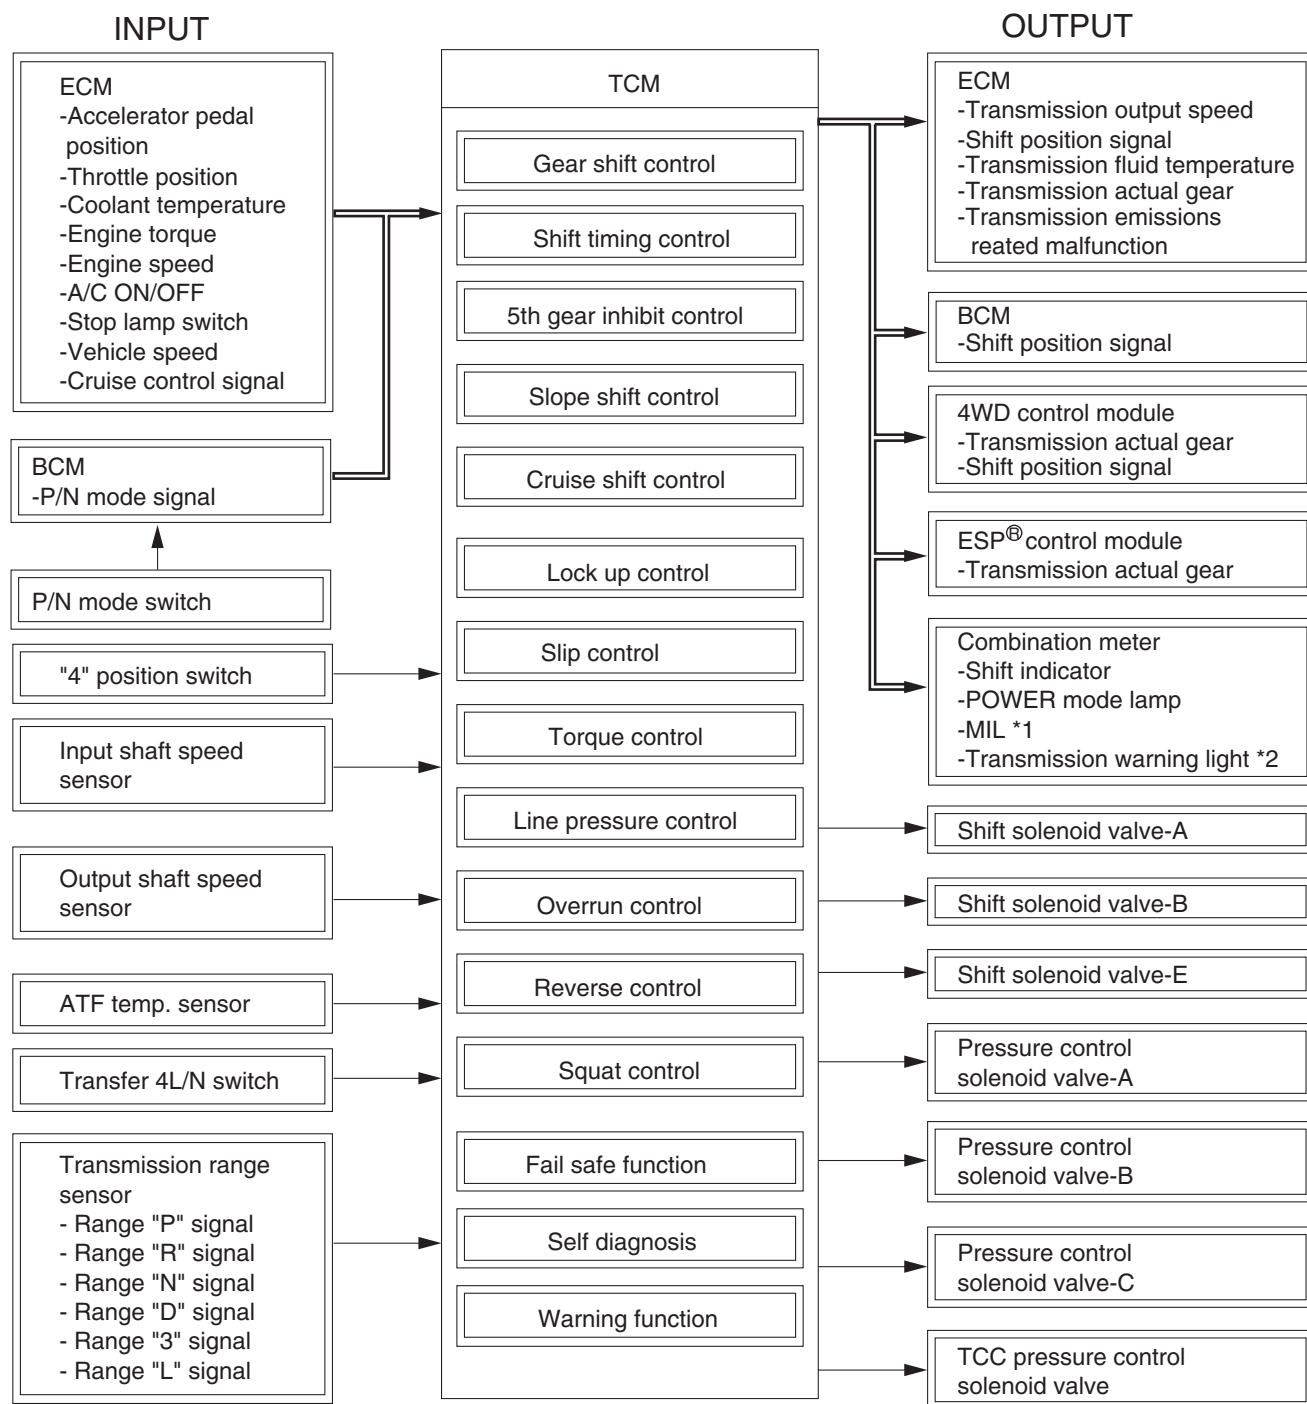 INPUT
ECM
-Accelerator pedal
position
-Throttle position
-Coolant temperature
-Engine torque
-Engine speed
-A/C ON/OFF
-Stop lamp switch
-Vehicle speed
-Cruise control signal
BCM
-P/N mode signal
P/N mode switch
"4" position switch
Input shaft speed
sensor
Output shaft speed
sensor
ATF temp. sensor
Transfer 4L/N switch
Transmission range
sensor
- Range "P" signal
- Range "R" signal
- Range "N" signal
- Range "D" signal
- Range "3" signal
- Range "L" signal
TCM
Gear shift control
Shift timing control
5th gear inhibit control
Slope shift control
Cruise shift control
Lock up control
Slip control
Torque control
Line pressure control
Overrun control
Reverse control
Squat control
Fail safe function
Self diagnosis
Warning function
OUTPUT
ECM
-Transmission output speed
-Shift position signal
-Transmission fluid temperature
-Transmission actual gear
-Transmission emissions
reated malfunction
BCM
-Shift position signal
4WD control module
-Transmission actual gear
-Shift position signal
ESP® control module
-Transmission actual gear
Combination meter
-Shift indicator
-POWER mode lamp
-MIL *1
-Transmission warning light *2
Shift solenoid valve-A
Shift solenoid valve-B
Shift solenoid valve-E
Pressure control
solenoid valve-A
Pressure control
solenoid valve-B
Pressure control
solenoid valve-C
TCC pressure control
solenoid valve